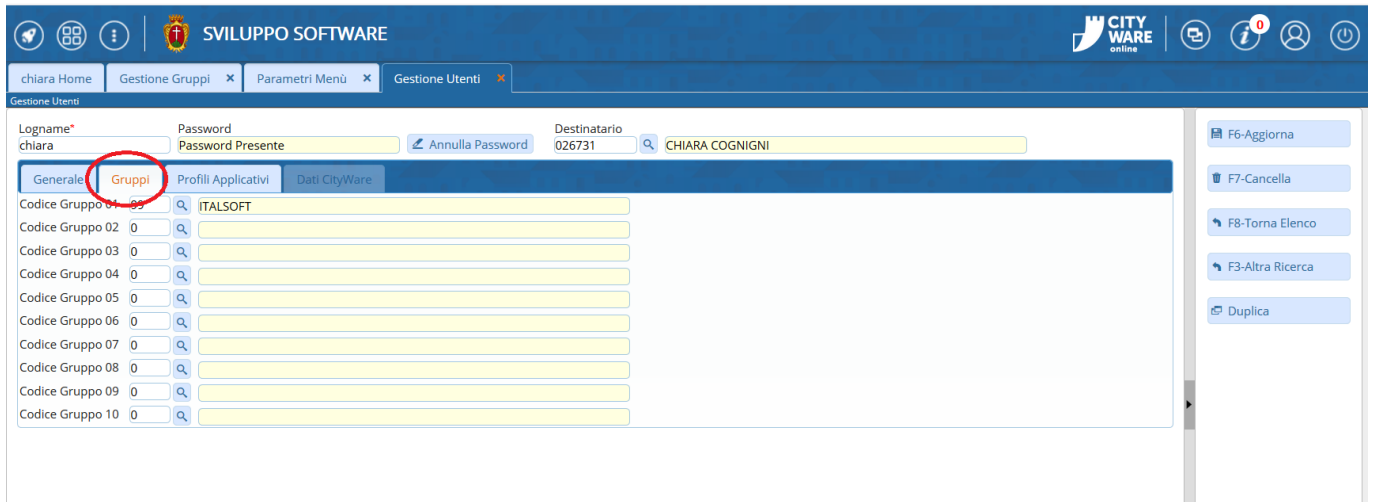 SVILUPPO SOFTWARE
CITY
WARE
online
0
chiara Home Gestione Gruppi × Parametri Menù × Gestione Utenti ×
Gestione Utenti
Logname* Password Destinatario
chiara Password Presente Annulla Password 026731 CHIARA COGNIGNI
Generale Gruppi Profili Applicativi Dati CityWare
Codice Gruppo 01 99 ITALSOFT
Codice Gruppo 02 0
Codice Gruppo 03 0
Codice Gruppo 04 0
Codice Gruppo 05 0
Codice Gruppo 06 0
Codice Gruppo 07 0
Codice Gruppo 08 0
Codice Gruppo 09 0
Codice Gruppo 10 0
F6-Aggiorna
F7-Cancella
F8-Torna Elenco
F3-Altra Ricerca
Duplica